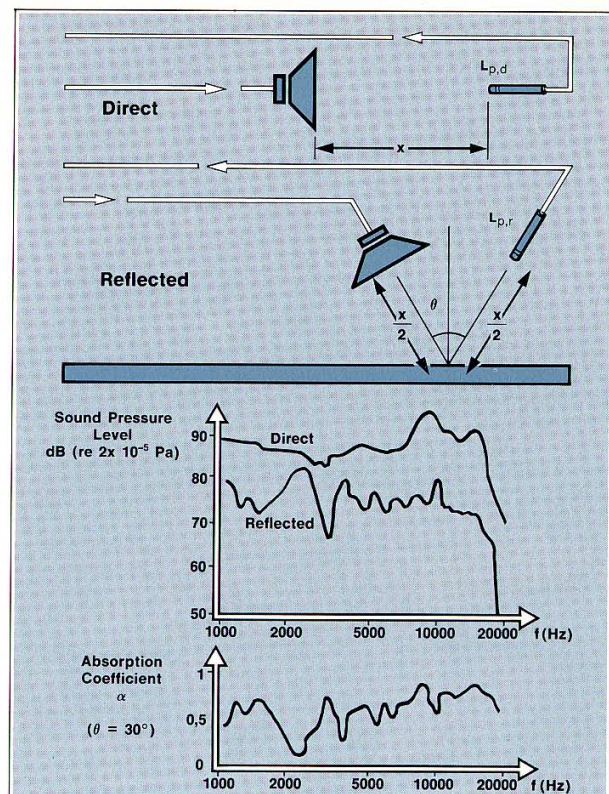 L p,d
Direct
x
L p,r
Reflected
θ
x/2
x/2
Sound Pressure
Level
dB (re 2x 10⁻⁵ Pa)
90
80
70
60
50
Direct
Reflected
1000 2000 5000 10000 20000 f (Hz)
Absorption
Coefficient
α
(θ = 30°)
1
0,5
0
1000 2000 5000 10000 20000 f (Hz)